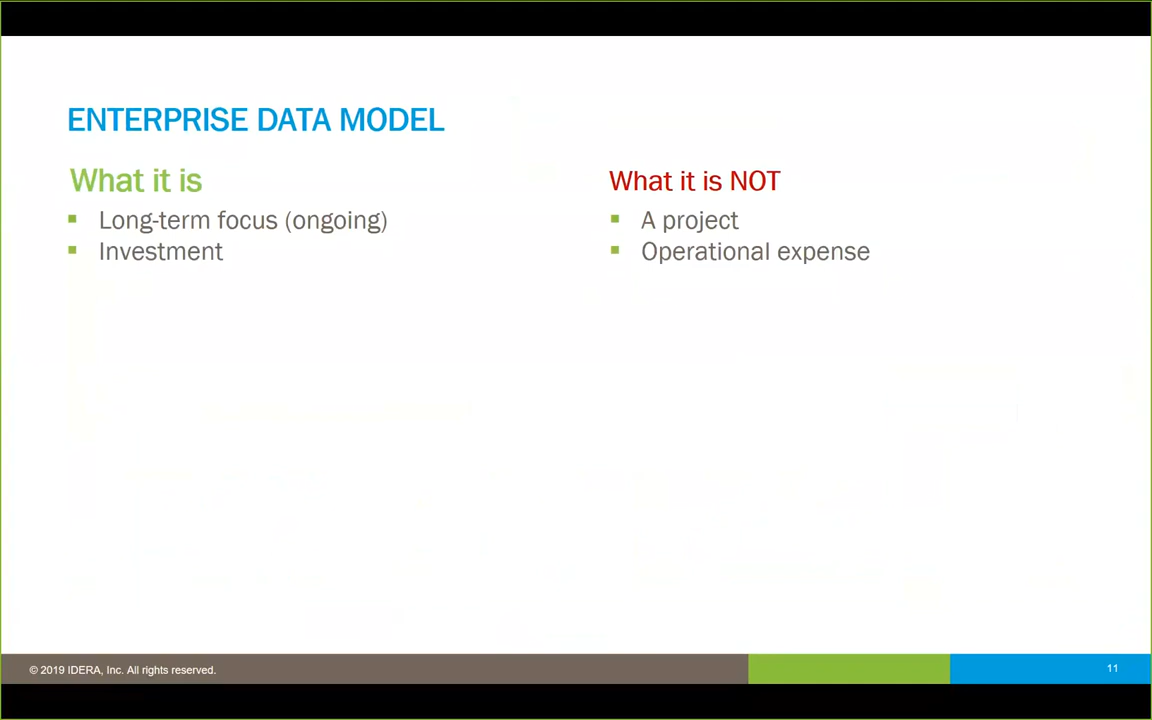 ENTERPRISE DATA MODEL
What it is
▪ Long-term focus (ongoing)
▪ Investment
What it is NOT
▪ A project
▪ Operational expense
© 2019 IDERA, Inc. All rights reserved.
11